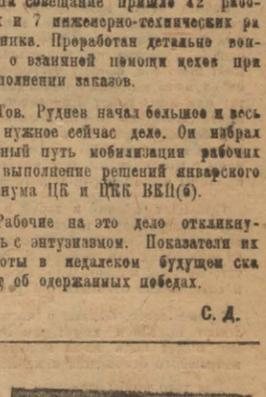 совещание пришло 42 рабо-
и 7 инженерно-технических ра
ника. Проработан детально воп-
о взаимной помощи цехов при
полнении заказов.
Тов. Руднев начал большое и весь
нужное сейчас дело. Он избрал
ный путь мобилизации рабочих
выполнение решений январского
нума ЦК и ЦКК ВКП(б).
Рабочие на это дело откликну-
ь с энтузиазмом. Показатели их
оты в недалеком будущем ска
об одержанных победах.
С. Д.